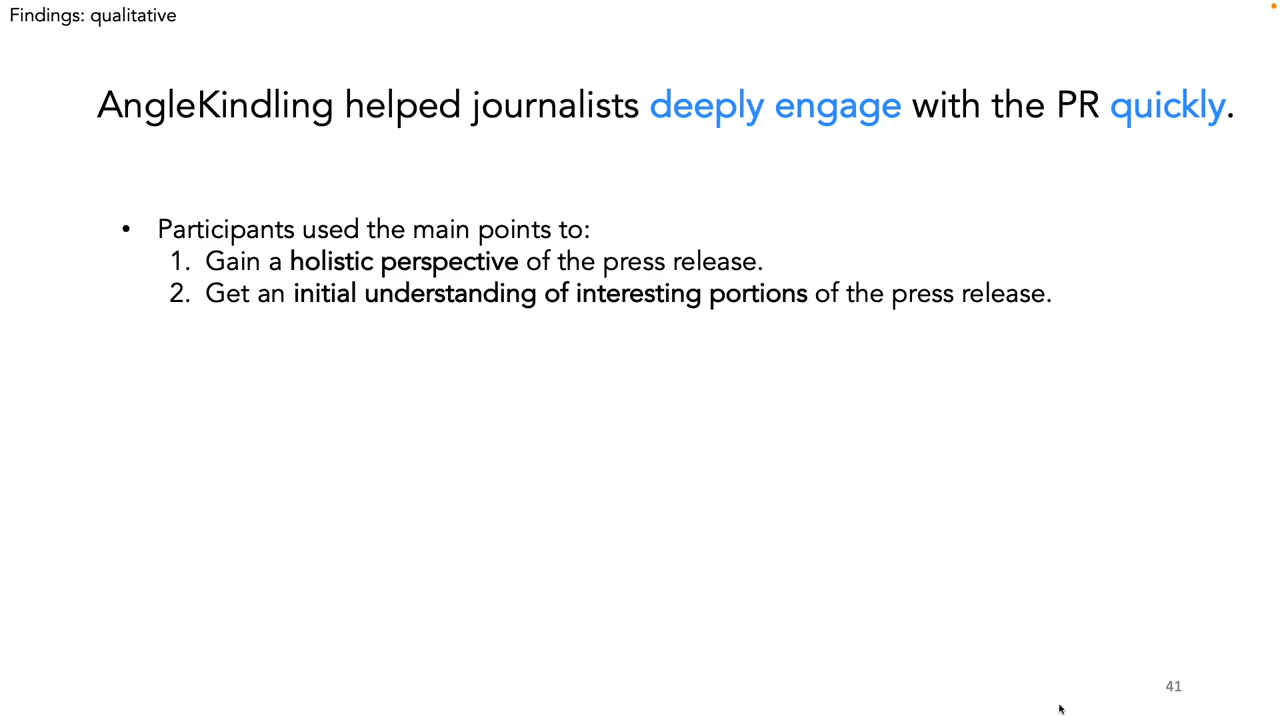 Findings: qualitative
AngleKindling helped journalists deeply engage with the PR quickly.
• Participants used the main points to:
1. Gain a holistic perspective of the press release.
2. Get an initial understanding of interesting portions of the press release.
41